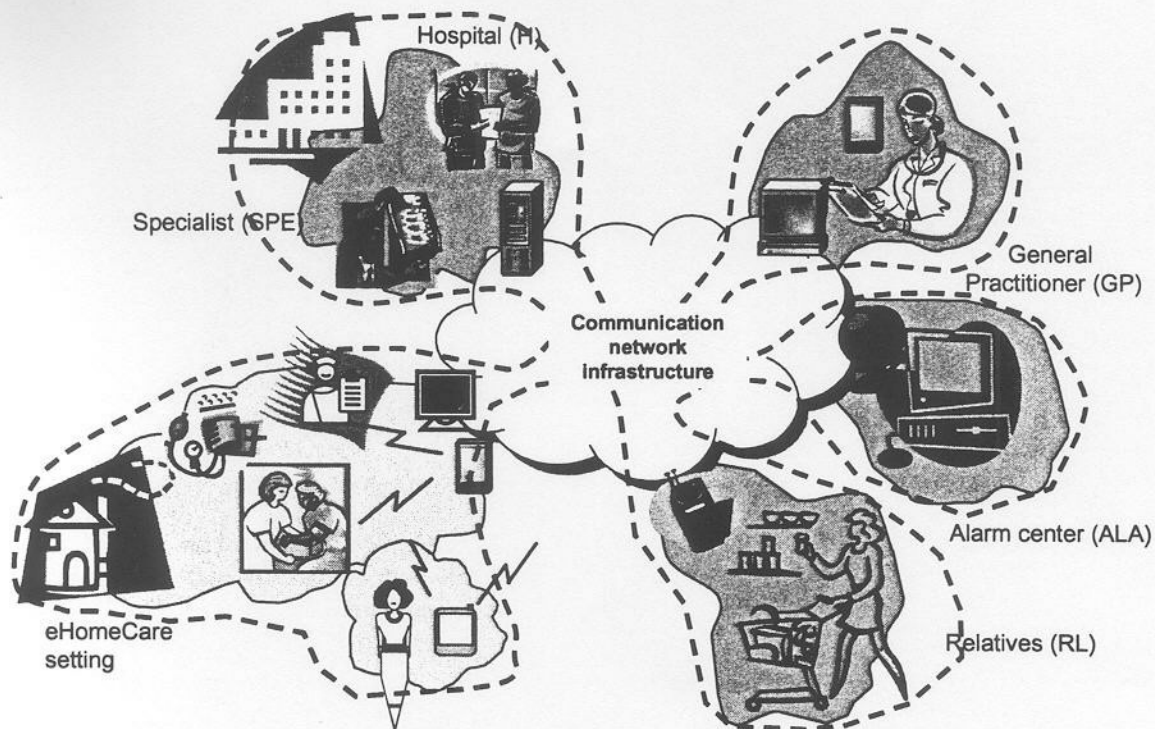 Hospital (H)
Specialist (SPE)
General
Practitioner (GP)
Communication
network
infrastructure
Alarm center (ALA)
eHomeCare
setting
Relatives (RL)